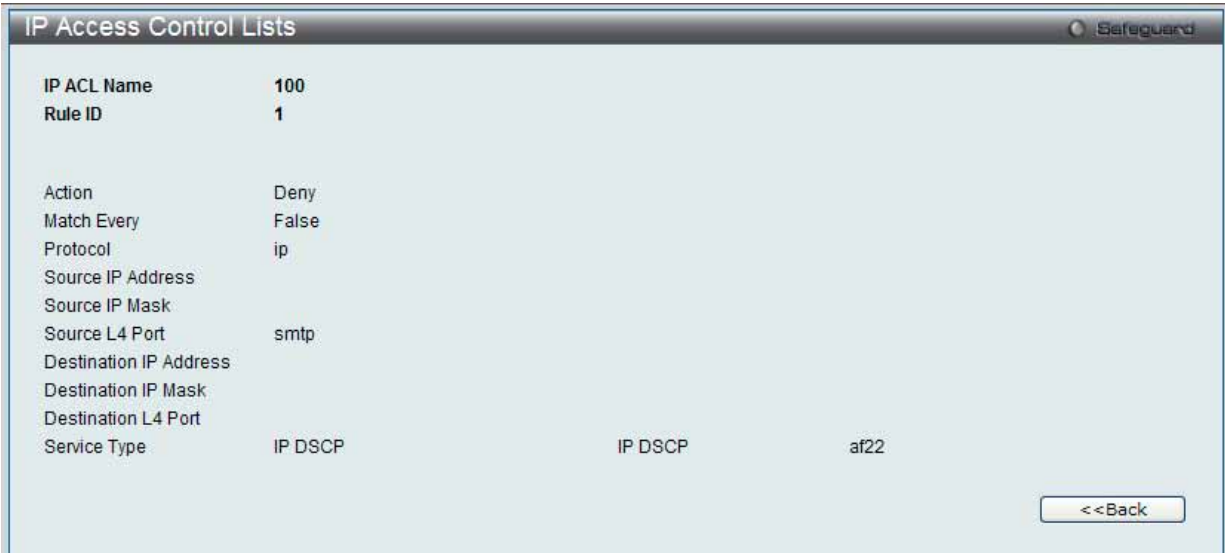 IP Access Control Lists
Safeguard
IP ACL Name 100
Rule ID 1
Action Deny
Match Every False
Protocol ip
Source IP Address
Source IP Mask
Source L4 Port smtp
Destination IP Address
Destination IP Mask
Destination L4 Port
Service Type IP DSCP IP DSCP af22
<<Back